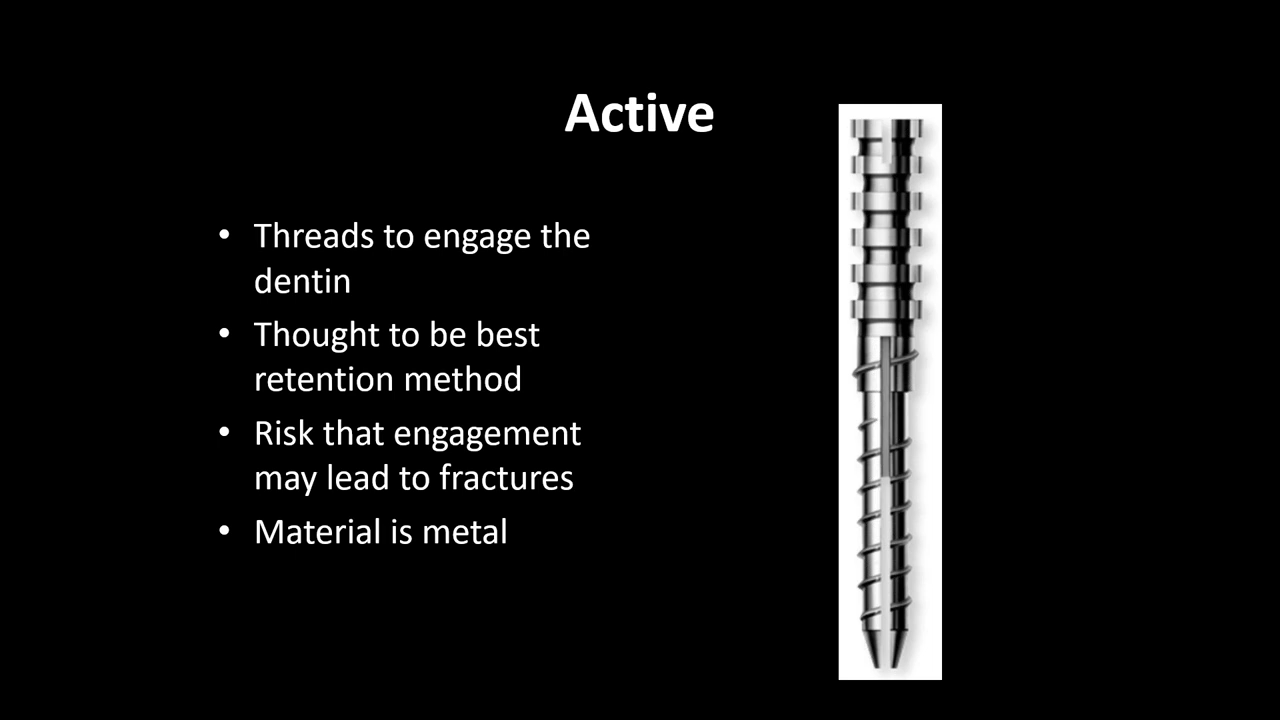 Active
• Threads to engage the
dentin
• Thought to be best
retention method
• Risk that engagement
may lead to fractures
• Material is metal